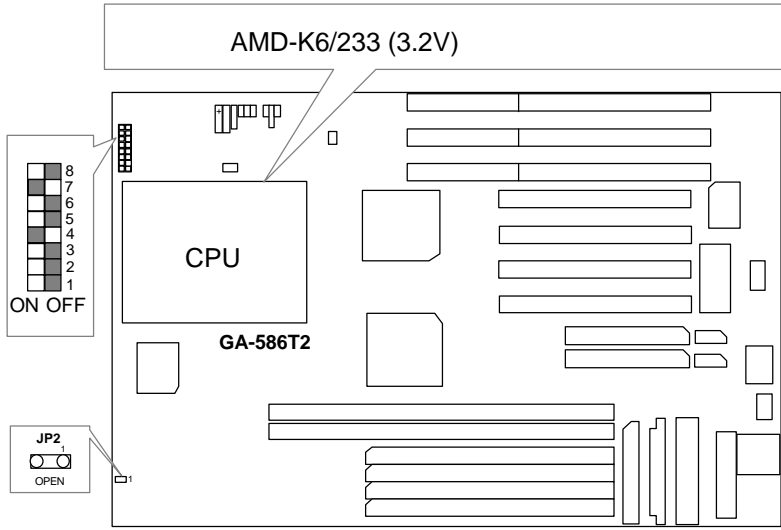 AMD-K6/233 (3.2V)
+
8
7
6
5
4
3
2
1
ON OFF
CPU
GA-586T2
JP2
1
OPEN
1